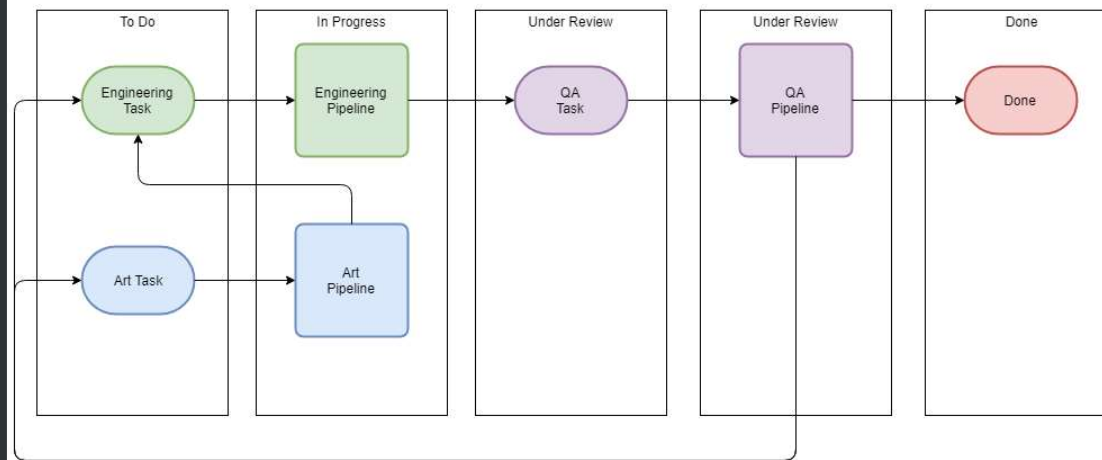 To Do
In Progress
Under Review
Under Review
Done
Engineering
Task
Engineering
Pipeline
QA
Task
QA
Pipeline
Done
Art Task
Art
Pipeline